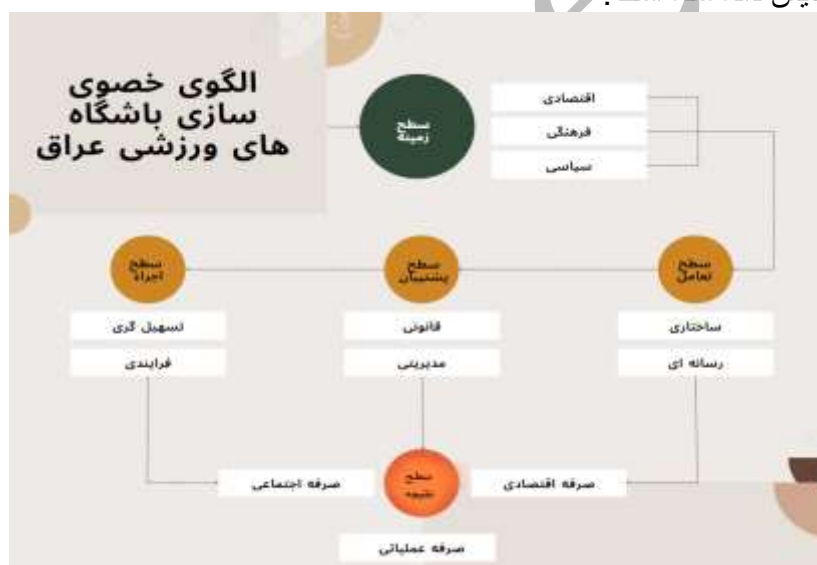 الگوی خصوی
سازی باشگاه
های ورزشی عراق
سطح
زمینه
اقتصادی
فرهنگی
سیاسی
سطح
تعامل
سطح
پشتیبان
سطح
اجراء
ساختاری
قانونی
تسهیل گری
رسانه ای
مدیریتی
فرایندی
سطح
نتیجه
صرفه اقتصادی
صرفه اجتماعی
صرفه عملیاتی